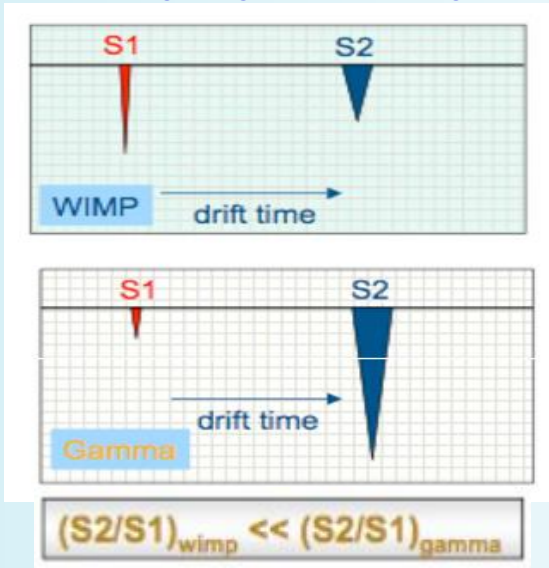 S1 S2
WIMP
drift time
S1 S2
drift time
Gamma
(S2/S1)wimp << (S2/S1)gamma